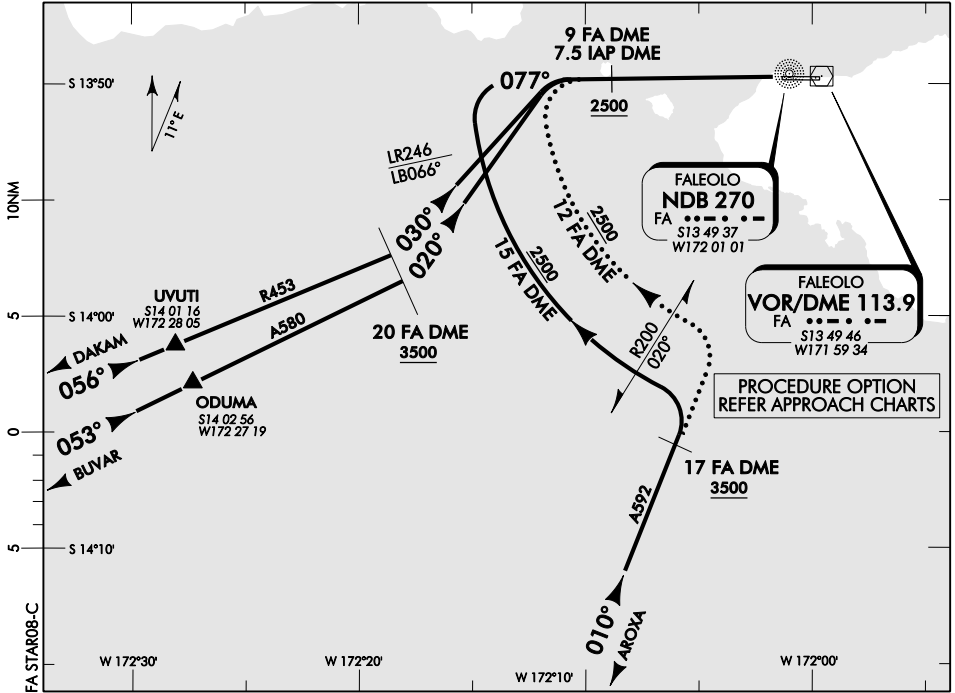 9 FA DME
7.5 IAP DME
077°
2500
S 13°50'
11° E
LR246
LB066°
10NM
FALEOLO
NDB 270
FA
S13 49 37
W172 01 01
030°
020°
2500
12 FA DME
2500
15 FA DME
R453
UVUTI
S14 01 16
W172 28 05
A580
5
S 14°00'
20 FA DME
3500
DAKAM
056°
R200
020°
FALEOLO
VOR/DME 113.9
FA
S13 49 46
W171 59 34
PROCEDURE OPTION
REFER APPROACH CHARTS
ODUMA
S14 02 56
W172 27 19
053°
BUVAR
0
17 FA DME
3500
A592
5
S 14°10'
010°
AROXA
FA STAR08-C
W 172°30'
W 172°20'
W 172°10'
W 172°00'